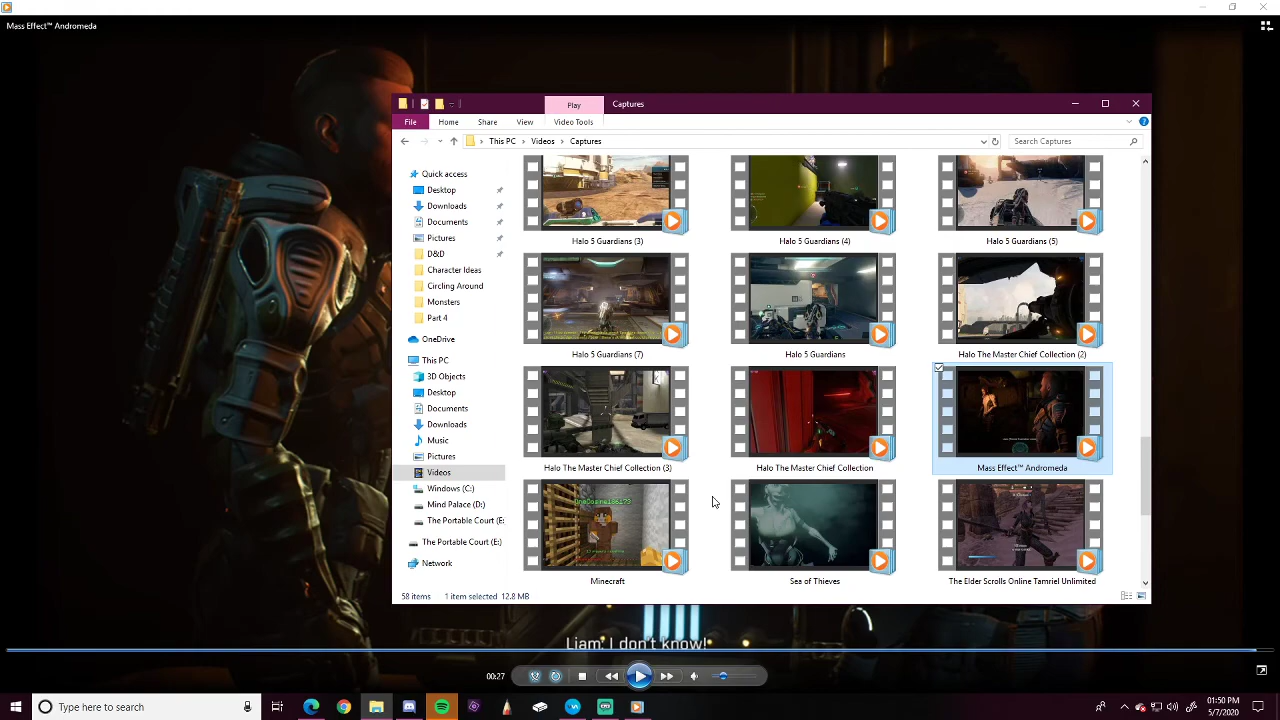 Mass Effect™ Andromeda
Play
Captures
File
Home
Share
View
Video Tools
This PC
Videos
Captures
Search Captures
Quick access
Desktop
Downloads
Documents
Pictures
D&D
Character Ideas
Circling Around
Monsters
Part 4
OneDrive
This PC
3D Objects
Desktop
Documents
Downloads
Music
Pictures
Videos
Windows (C:)
Mind Palace (D:)
The Portable Court (E:
The Portable Court (E:)
Network
Halo 5 Guardians (3)
Halo 5 Guardians (4)
Halo 5 Guardians (5)
Halo 5 Guardians (7)
Halo 5 Guardians
Halo The Master Chief Collection (2)
Halo The Master Chief Collection (3)
Halo The Master Chief Collection
Mass Effect™ Andromeda
Minecraft
Sea of Thieves
The Elder Scrolls Online Tamriel Unlimited
58 items
1 item selected 12.8 MB
Liam: I don't know!
00:27
Type here to search
01:50 PM
5/7/2020